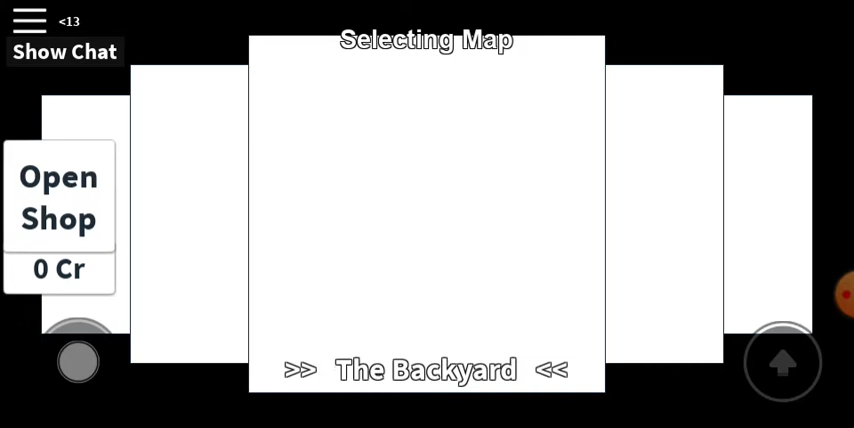 <13
Show Chat
Selecting Map
Open
Shop
0 Cr
>> The Backyard <<